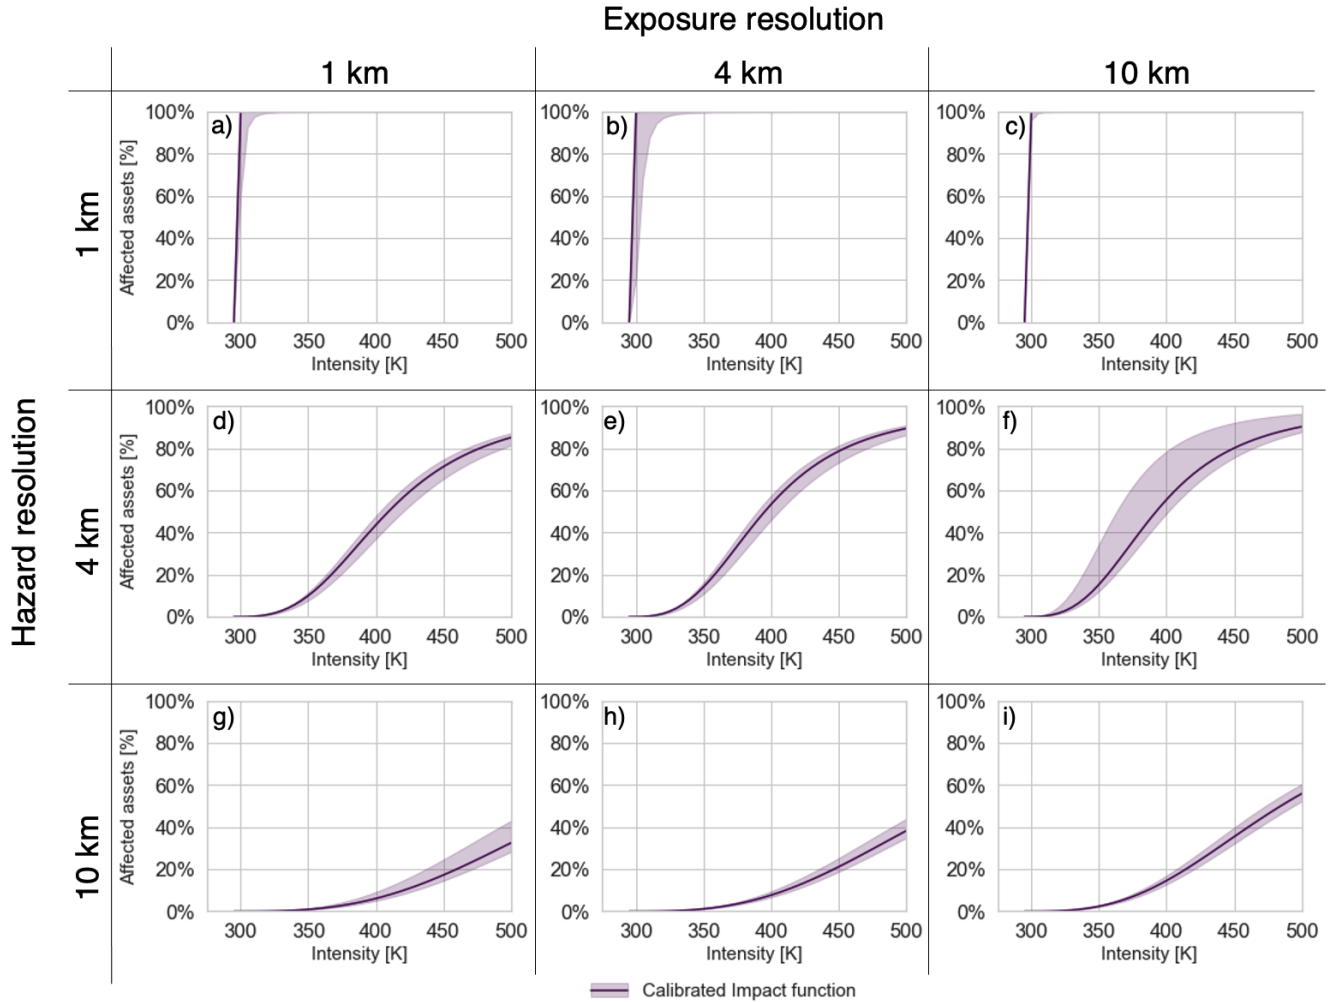 Exposure resolution
1 km 4 km 10 km
Hazard resolution
1 km
a) b) c)
Affected assets [%]
100% 100% 100%
80% 80% 80%
60% 60% 60%
40% 40% 40%
20% 20% 20%
0% 0% 0%
300 350 400 450 500 300 350 400 450 500 300 350 400 450 500
Intensity [K] Intensity [K] Intensity [K]
4 km
d) e) f)
Affected assets [%]
100% 100% 100%
80% 80% 80%
60% 60% 60%
40% 40% 40%
20% 20% 20%
0% 0% 0%
300 350 400 450 500 300 350 400 450 500 300 350 400 450 500
Intensity [K] Intensity [K] Intensity [K]
10 km
g) h) i)
Affected assets [%]
100% 100% 100%
80% 80% 80%
60% 60% 60%
40% 40% 40%
20% 20% 20%
0% 0% 0%
300 350 400 450 500 300 350 400 450 500 300 350 400 450 500
Intensity [K] Intensity [K] Intensity [K]
Calibrated Impact function